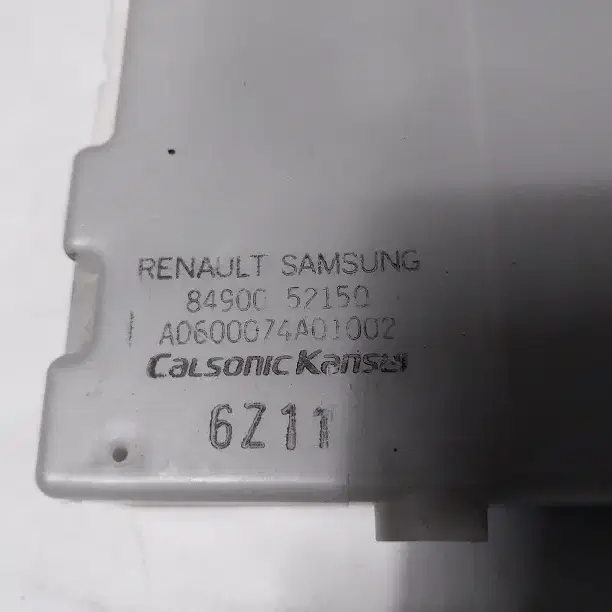 RENAULT SAMSUNG
84900 52150
A0600074A01002
Calsonic Kansei
6Z11